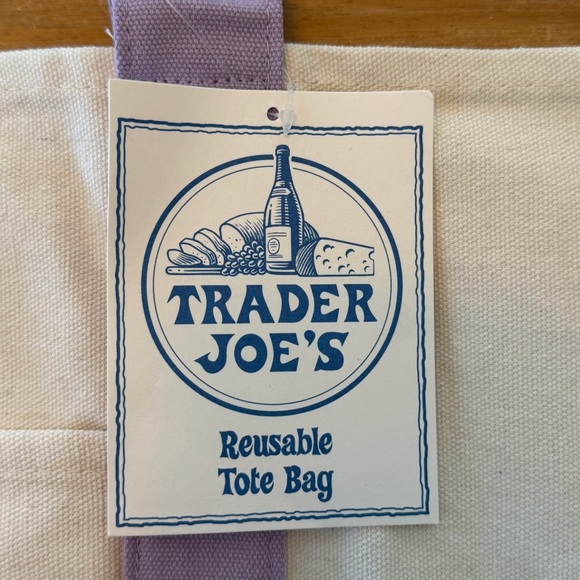 TRADER
JOE'S
Reusable
Tote Bag